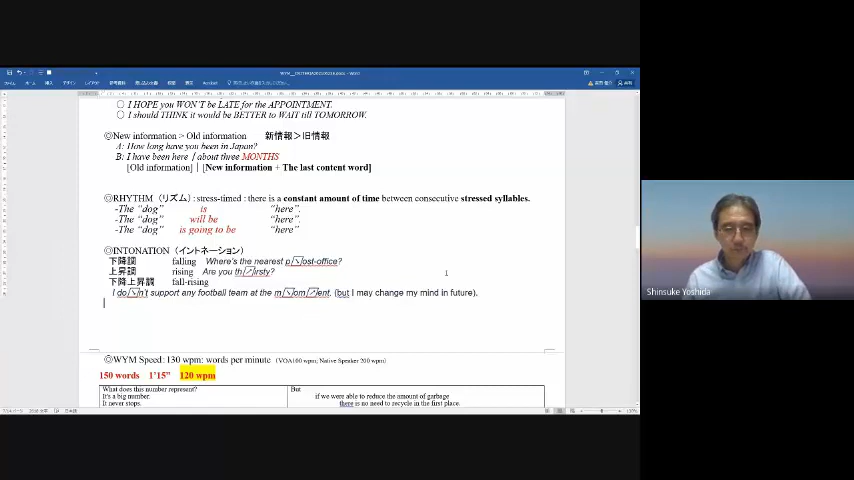 ○ I HOPE you WON'T be LATE for the APPOINTMENT.
○ I should THINK it would be BETTER to WAIT till TOMORROW.
◎New information > Old information 新情報＞旧情報
A: How long have you been in Japan?
B: I have been here / about three MONTHS
[Old information] | [New information + The last content word]
◎RHYTHM（リズム）: stress-timed : there is a constant amount of time between consecutive stressed syllables.
-The "dog" is "here".
-The "dog" will be "here".
-The "dog" is going to be "here"
◎INTONATION（イントネーション）
下降調 falling Where's the nearest p↘ost-office?
上昇調 rising Are you th↗irsty?
下降上昇調 fall-rising
I do↘n't support any football team at the m↘om↗ent. (but I may change my mind in future).
◎WYM Speed: 130 wpm: words per minute (VOA100 wpm; Native Speaker 200 wpm)
150 words 1'15" 120 wpm
What does this number represent?
It's a big number.
It never stops.
But
if we were able to reduce the amount of garbage
there is no need to recycle in the first place.
Shinsuke Yoshida